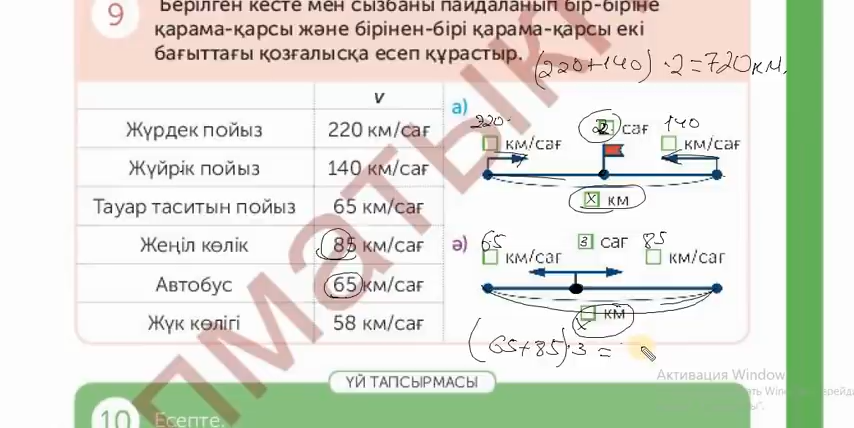 9
Берілген кесте мен сызбаны пайдаланып бір-біріне
қарама-қарсы және бірінен-бірі қарама-қарсы екі
бағыттағы қозғалысқа есеп құрастыр.
(220+140) ·2=720км.
v
Жүрдек пойыз 220 км/сағ
Жүйрік пойыз 140 км/сағ
Тауар таситын пойыз 65 км/сағ
Жеңіл көлік 85 км/сағ
Автобус 65 км/сағ
Жүк көлігі 58 км/сағ
а)
220 2 сағ 140
км/сағ км/сағ
x км
ә) 65 3 сағ 85
км/сағ км/сағ
x км
(65+85)·3=
ПМАТЫКТ
ҮЙ ТАПСЫРМАСЫ
Активация Window
10 Есепте.